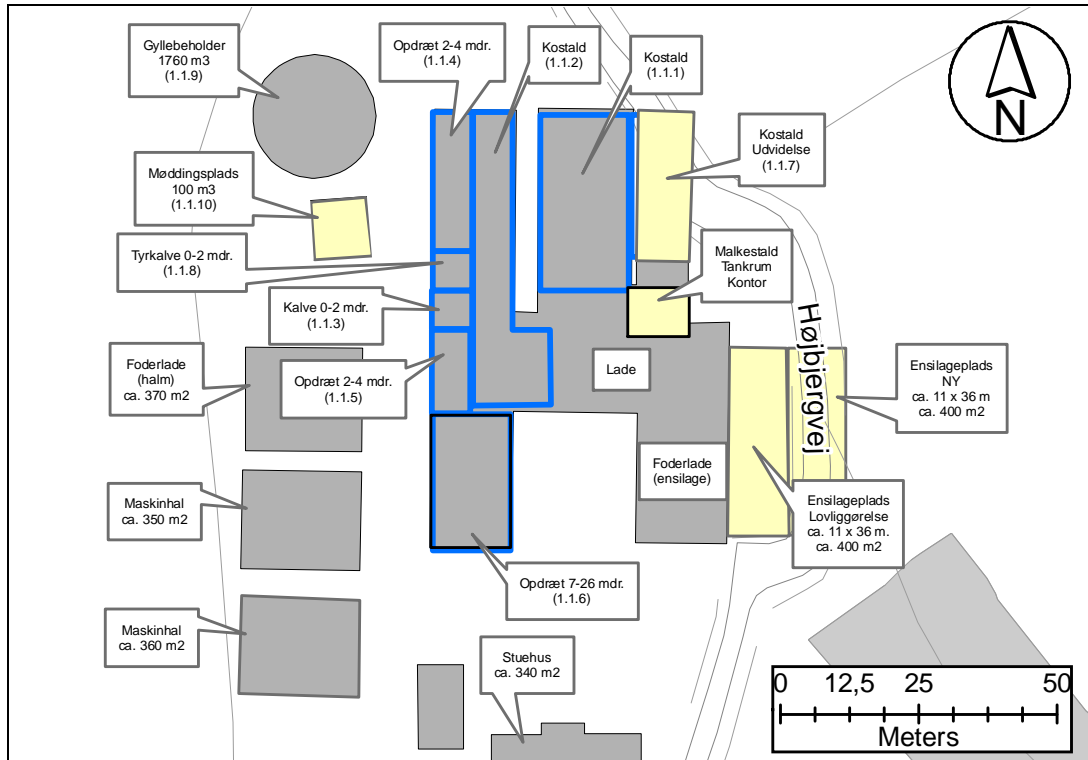 Gyllebeholder
1760 m3
(1.1.9)
Opdræt 2-4 mdr.
(1.1.4)
Kostald
(1.1.2)
Kostald
(1.1.1)
N
Kostald
Udvidelse
(1.1.7)
Møddingsplads
100 m3
(1.1.10)
Tyrkalve 0-2 mdr.
(1.1.8)
Malkestald
Tankrum
Kontor
Kalve 0-2 mdr.
(1.1.3)
Højbjergvej
Foderlade
(halm)
ca. 370 m2
Opdræt 2-4 mdr.
(1.1.5)
Lade
Ensilageplads
NY
ca. 11 x 36 m
ca. 400 m2
Foderlade
(ensilage)
Maskinhal
ca. 350 m2
Ensilageplads
Lovliggørelse
ca. 11 x 36 m.
ca. 400 m2
Opdræt 7-26 mdr.
(1.1.6)
Maskinhal
ca. 360 m2
Stuehus
ca. 340 m2
0 12,5 25 50
Meters